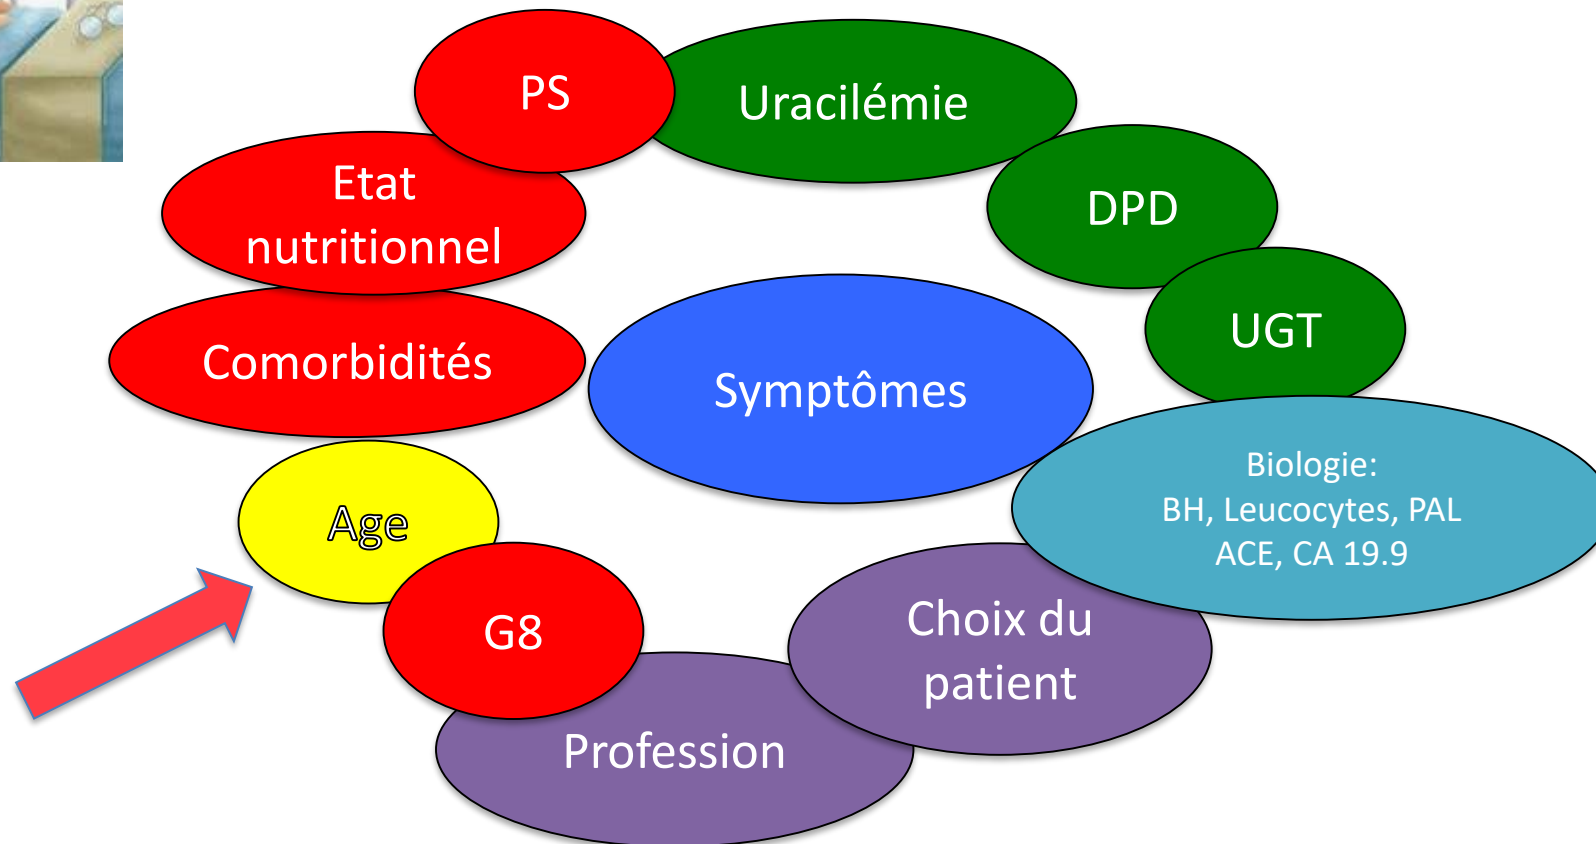 PS
Uracilémie
Etat
nutritionnel
DPD
UGT
Comorbidités
Symptômes
Biologie:
BH, Leucocytes, PAL
ACE, CA 19.9
Age
G8
Choix du
patient
Profession